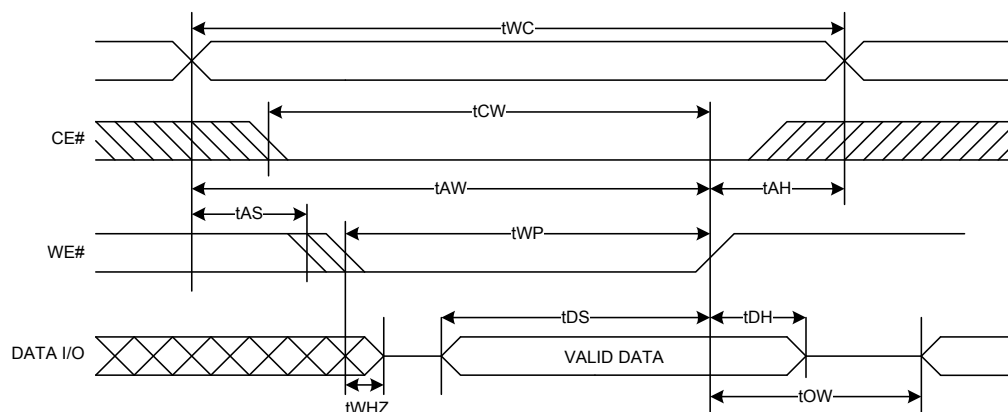 tWC
tCW
CE#
tAW
tAH
tAS
tWP
WE#
tDS
tDH
DATA I/O
VALID DATA
tWHZ
tOW